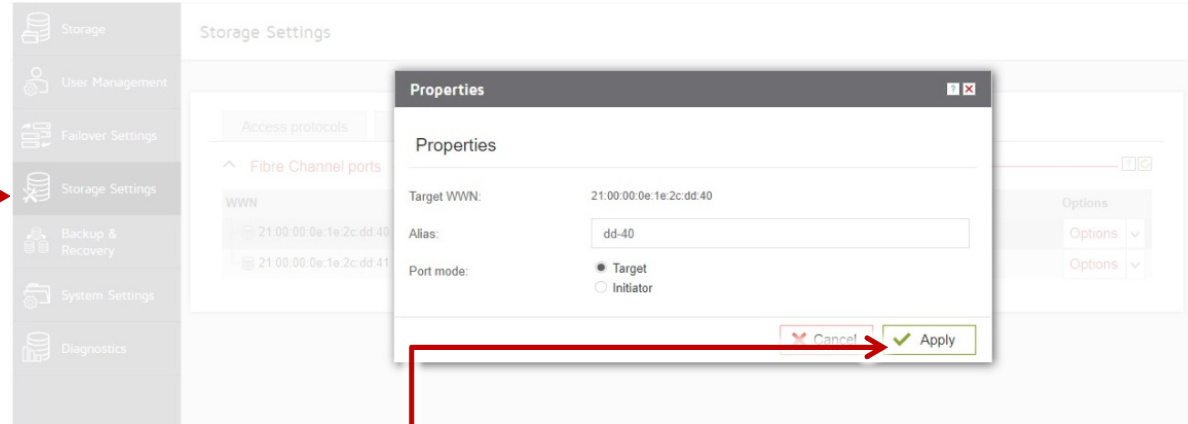 Storage
Storage Settings
User Management
Properties
Access protocols
Failover Settings
Properties
Fibre Channel ports
Storage Settings
Target WWN:
21:00:00:0e:1e:2c:dd:40
WWN
Options
Alias:
dd-40
21:00:00:0e:1e:2c:dd:40
Options
Backup &
Recovery
Port mode:
Target
21:00:00:0e:1e:2c:dd:41
Options
Initiator
System Settings
Cancel
Apply
Diagnostics